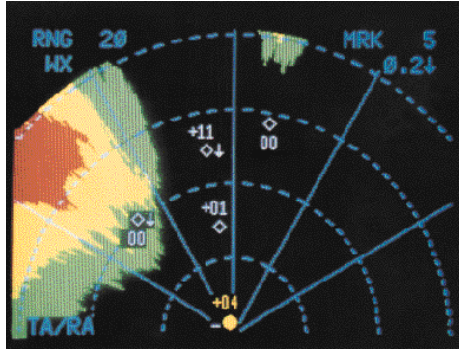 RNG 20 MRK 5
WX 0.2↓
+11 ↓
00
+01
↓
00
+04
TA/RA